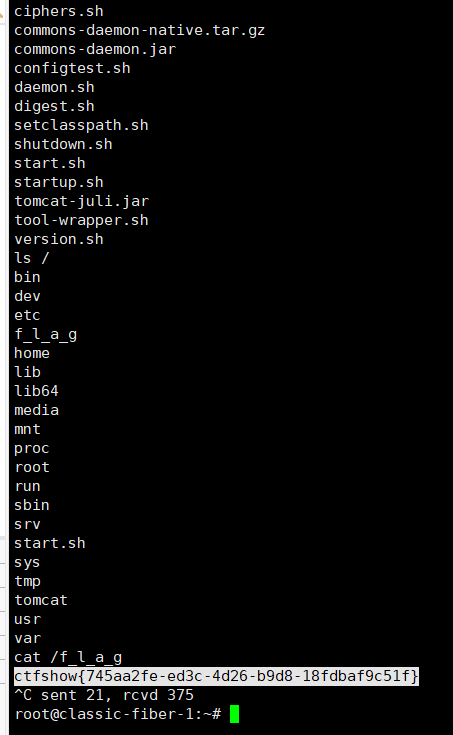 ciphers.sh
commons-daemon-native.tar.gz
commons-daemon.jar
configtest.sh
daemon.sh
digest.sh
setclasspath.sh
shutdown.sh
start.sh
startup.sh
tomcat-juli.jar
tool-wrapper.sh
version.sh
ls /
bin
dev
etc
f_l_a_g
home
lib
lib64
media
mnt
proc
root
run
sbin
srv
start.sh
sys
tmp
tomcat
usr
var
cat /f_l_a_g
ctfshow{745aa2fe-ed3c-4d26-b9d8-18fdbaf9c51f}
^C sent 21, rcvd 375
root@classic-fiber-1:~#